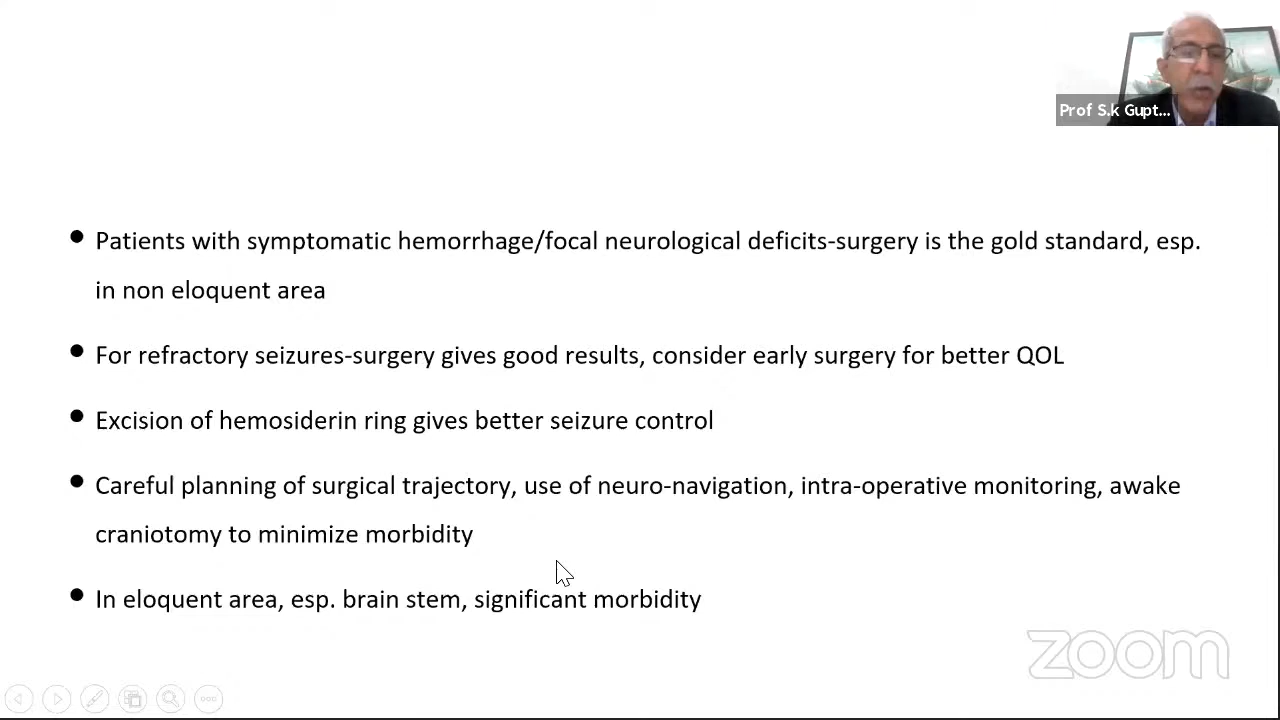 Prof S.k Gupt...
• Patients with symptomatic hemorrhage/focal neurological deficits-surgery is the gold standard, esp.
in non eloquent area
• For refractory seizures-surgery gives good results, consider early surgery for better QOL
• Excision of hemosiderin ring gives better seizure control
• Careful planning of surgical trajectory, use of neuro-navigation, intra-operative monitoring, awake
craniotomy to minimize morbidity
• In eloquent area, esp. brain stem, significant morbidity
zoom